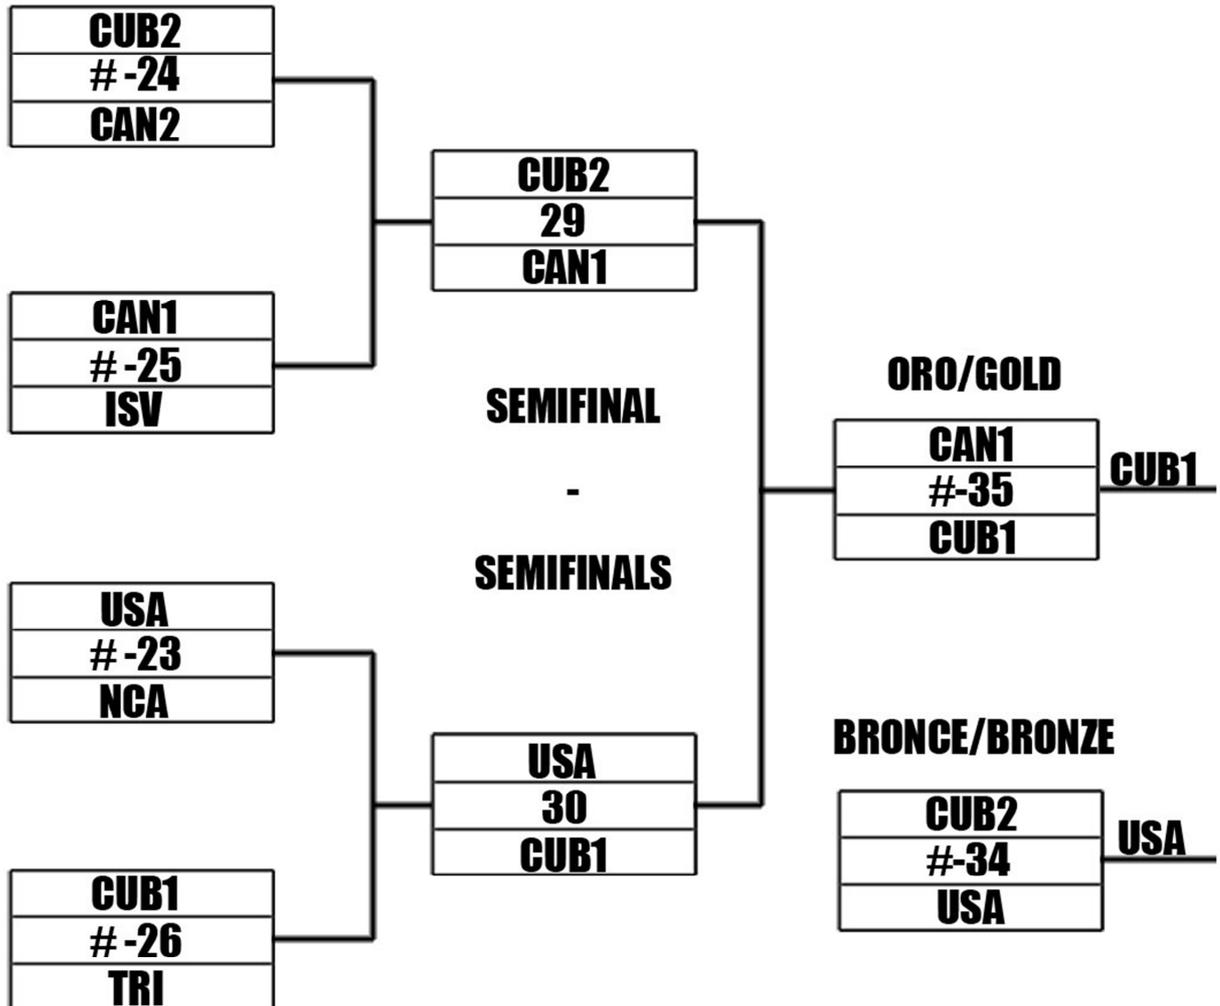 CUB2
# -24
CAN2
CAN1
# -25
ISV
USA
# -23
NCA
CUB1
# -26
TRI
CUB2
29
CAN1
SEMIFINAL
-
SEMIFINALS
USA
30
CUB1
ORO/GOLD
CAN1
#-35
CUB1
CUB1
BRONCE/BRONZE
CUB2
#-34
USA
USA